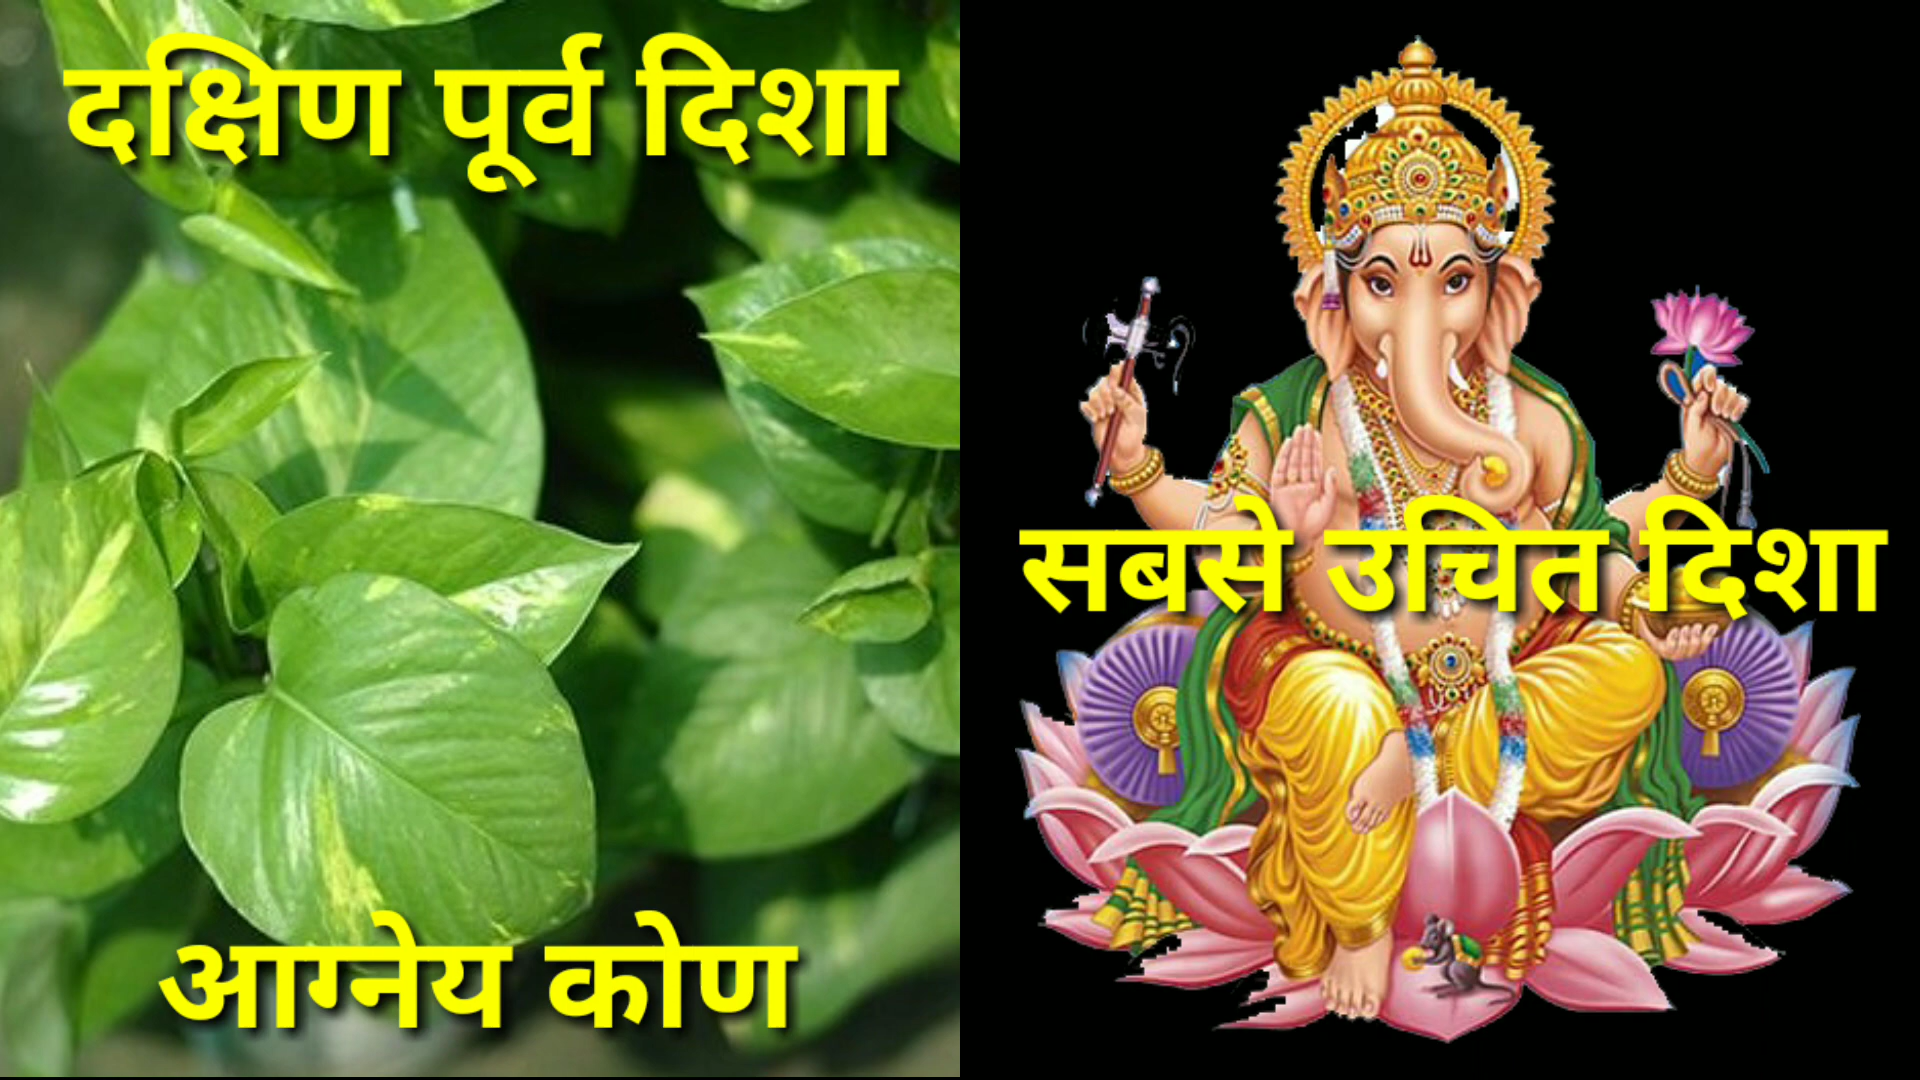 दक्षिण पूर्व दिशा
आग्नेय कोण
सबसे उचित दिशा